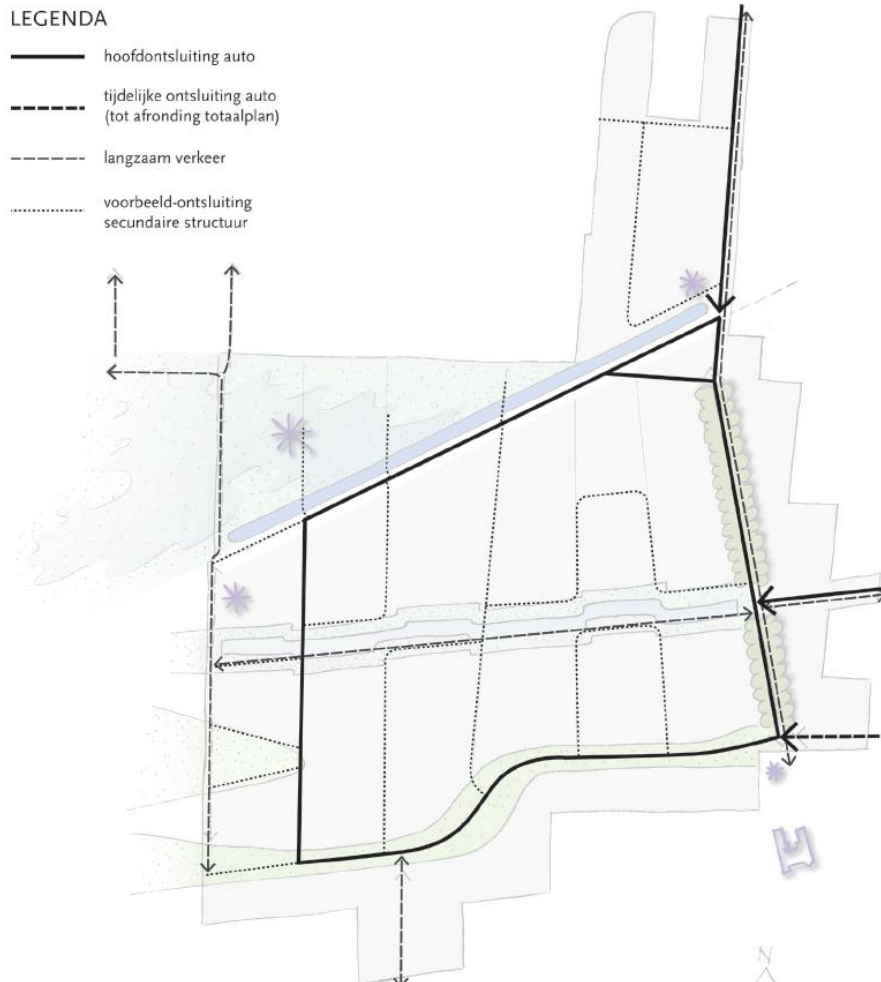 LEGENDA
hoofdontsluiting auto
tijdelijke ontsluiting auto
(tot afronding totaalplan)
langzaam verkeer
voorbeeld-ontsluiting
secundaire structuur
N